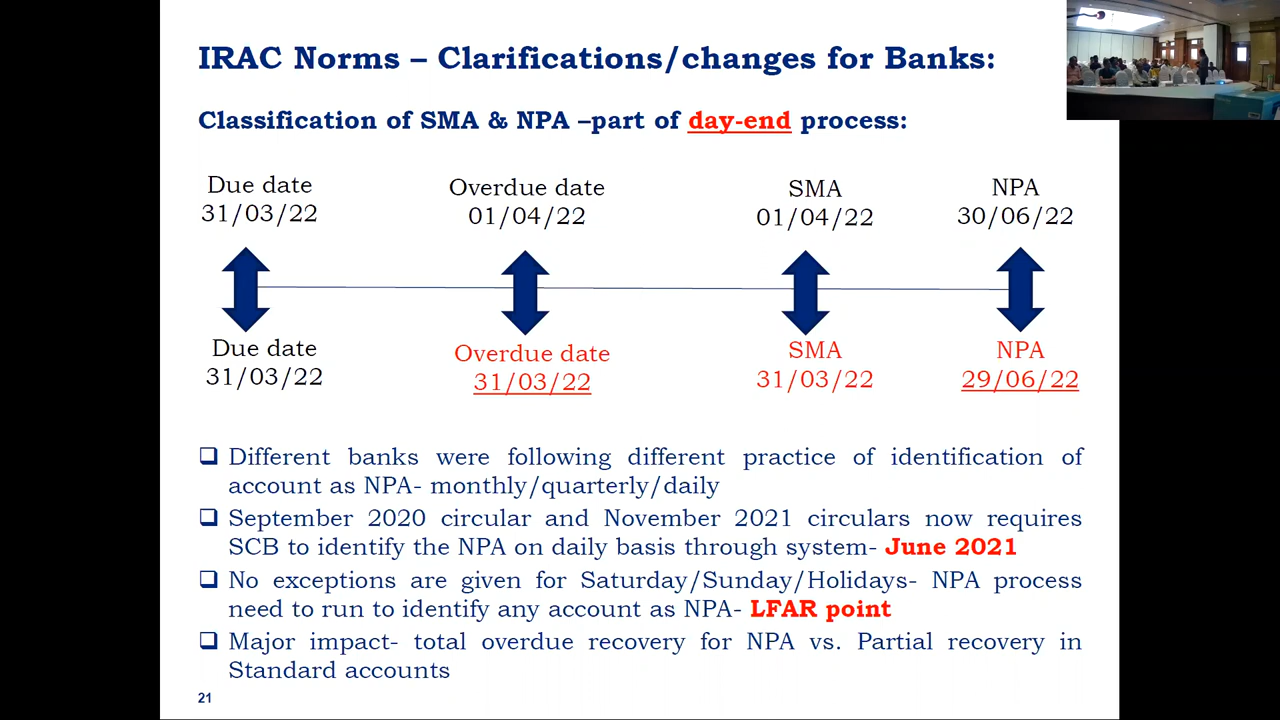 IRAC Norms – Clarifications/changes for Banks:
Classification of SMA & NPA –part of day-end process:
Due date
31/03/22
Overdue date
01/04/22
SMA
01/04/22
NPA
30/06/22
Due date
31/03/22
Overdue date
31/03/22
SMA
31/03/22
NPA
29/06/22
❑ Different banks were following different practice of identification of
account as NPA- monthly/quarterly/daily
❑ September 2020 circular and November 2021 circulars now requires
SCB to identify the NPA on daily basis through system- June 2021
❑ No exceptions are given for Saturday/Sunday/Holidays- NPA process
need to run to identify any account as NPA- LFAR point
❑ Major impact- total overdue recovery for NPA vs. Partial recovery in
Standard accounts
21